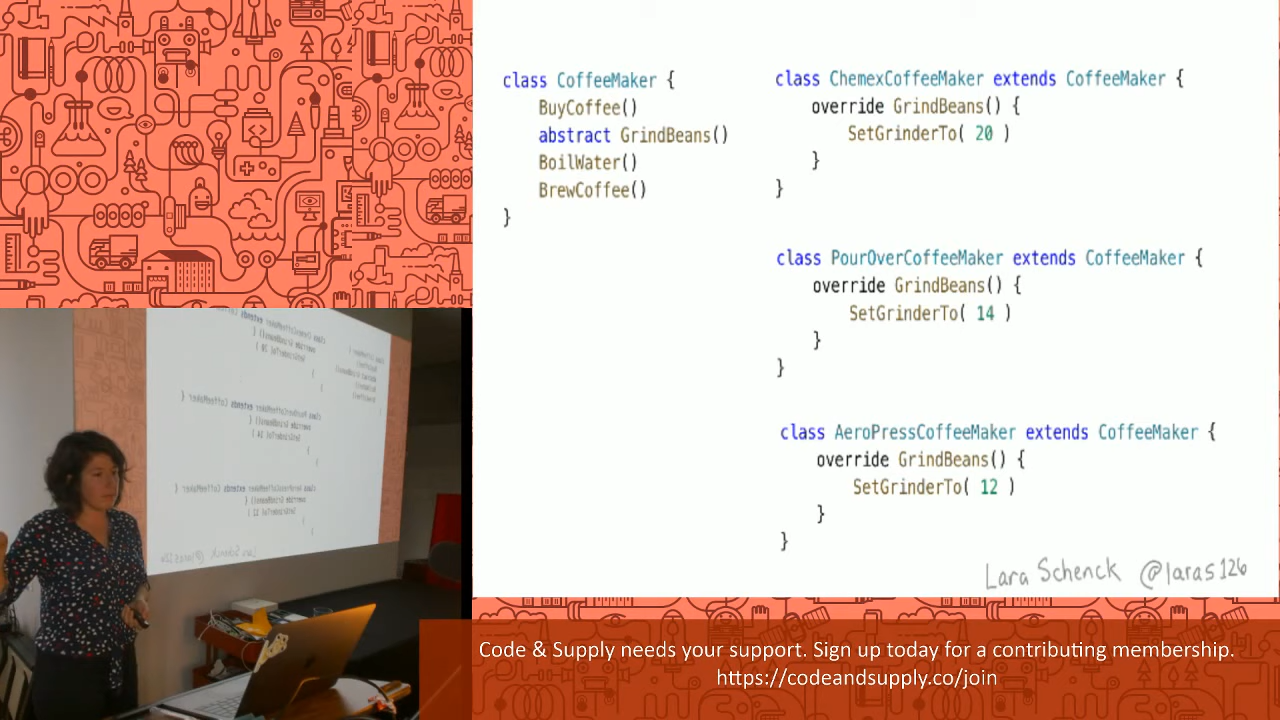 class CoffeeMaker {
BuyCoffee()
abstract GrindBeans()
BoilWater()
BrewCoffee()
}
class ChemexCoffeeMaker extends CoffeeMaker {
override GrindBeans() {
SetGrinderTo( 20 )
}
}
class PourOverCoffeeMaker extends CoffeeMaker {
override GrindBeans() {
SetGrinderTo( 14 )
}
}
class AeroPressCoffeeMaker extends CoffeeMaker {
override GrindBeans() {
SetGrinderTo( 12 )
}
}
Lara Schenck @laras126
Code & Supply needs your support. Sign up today for a contributing membership.
https://codeandsupply.co/join